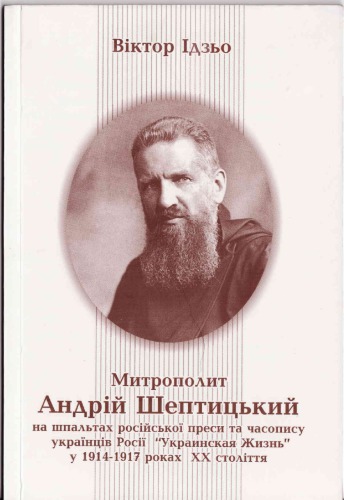 Віктор Ідзьо
Митрополит
Андрій Шептицький
на шпальтах російської преси та часопису
українців Росії “Украинская Жизнь”
у 1914-1917 роках ХХ століття